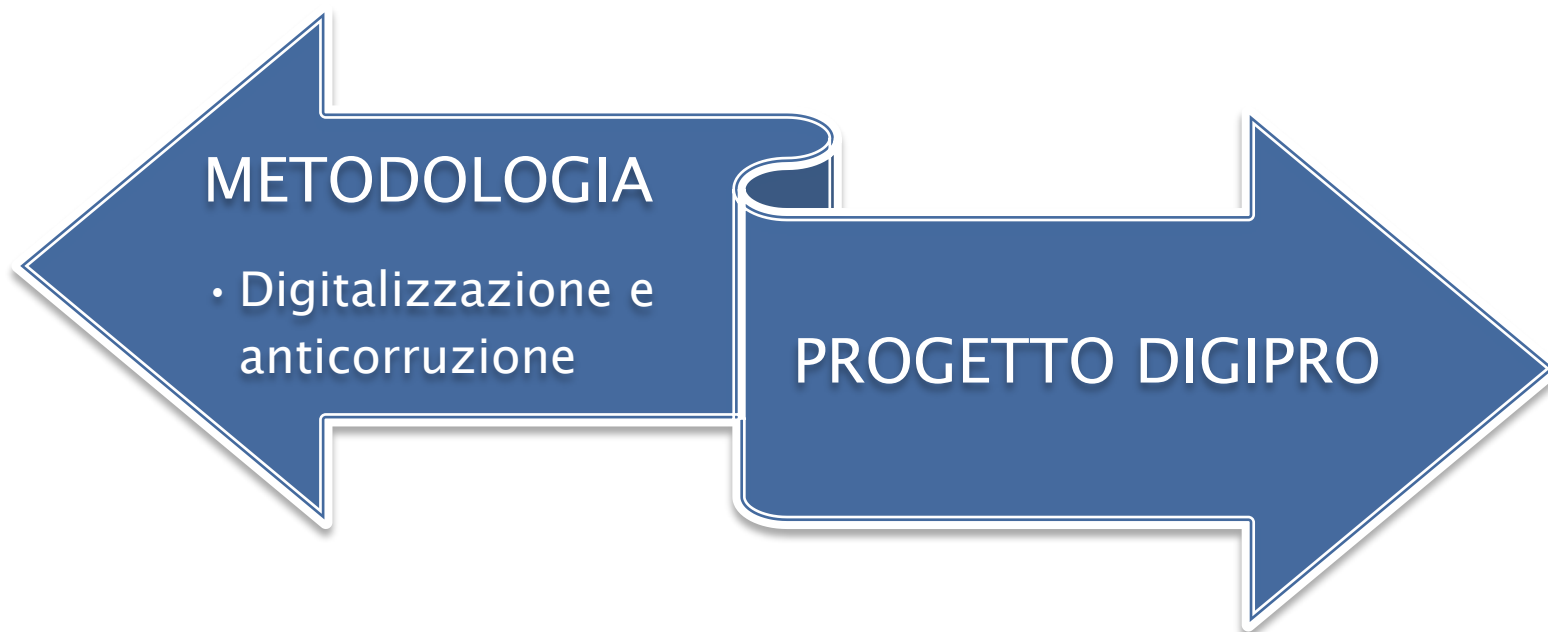 METODOLOGIA
• Digitalizzazione e
anticorruzione
PROGETTO DIGIPRO